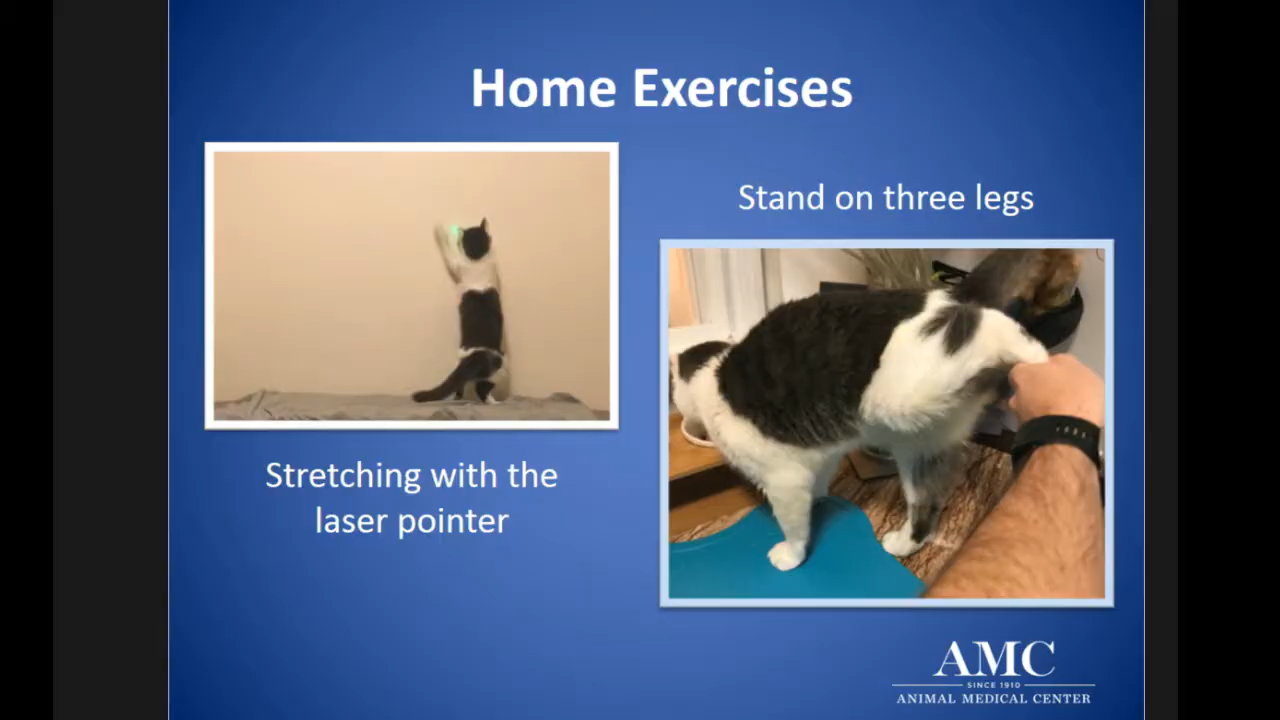 Home Exercises
Stand on three legs
Stretching with the
laser pointer
AMC
SINCE 1910
ANIMAL MEDICAL CENTER